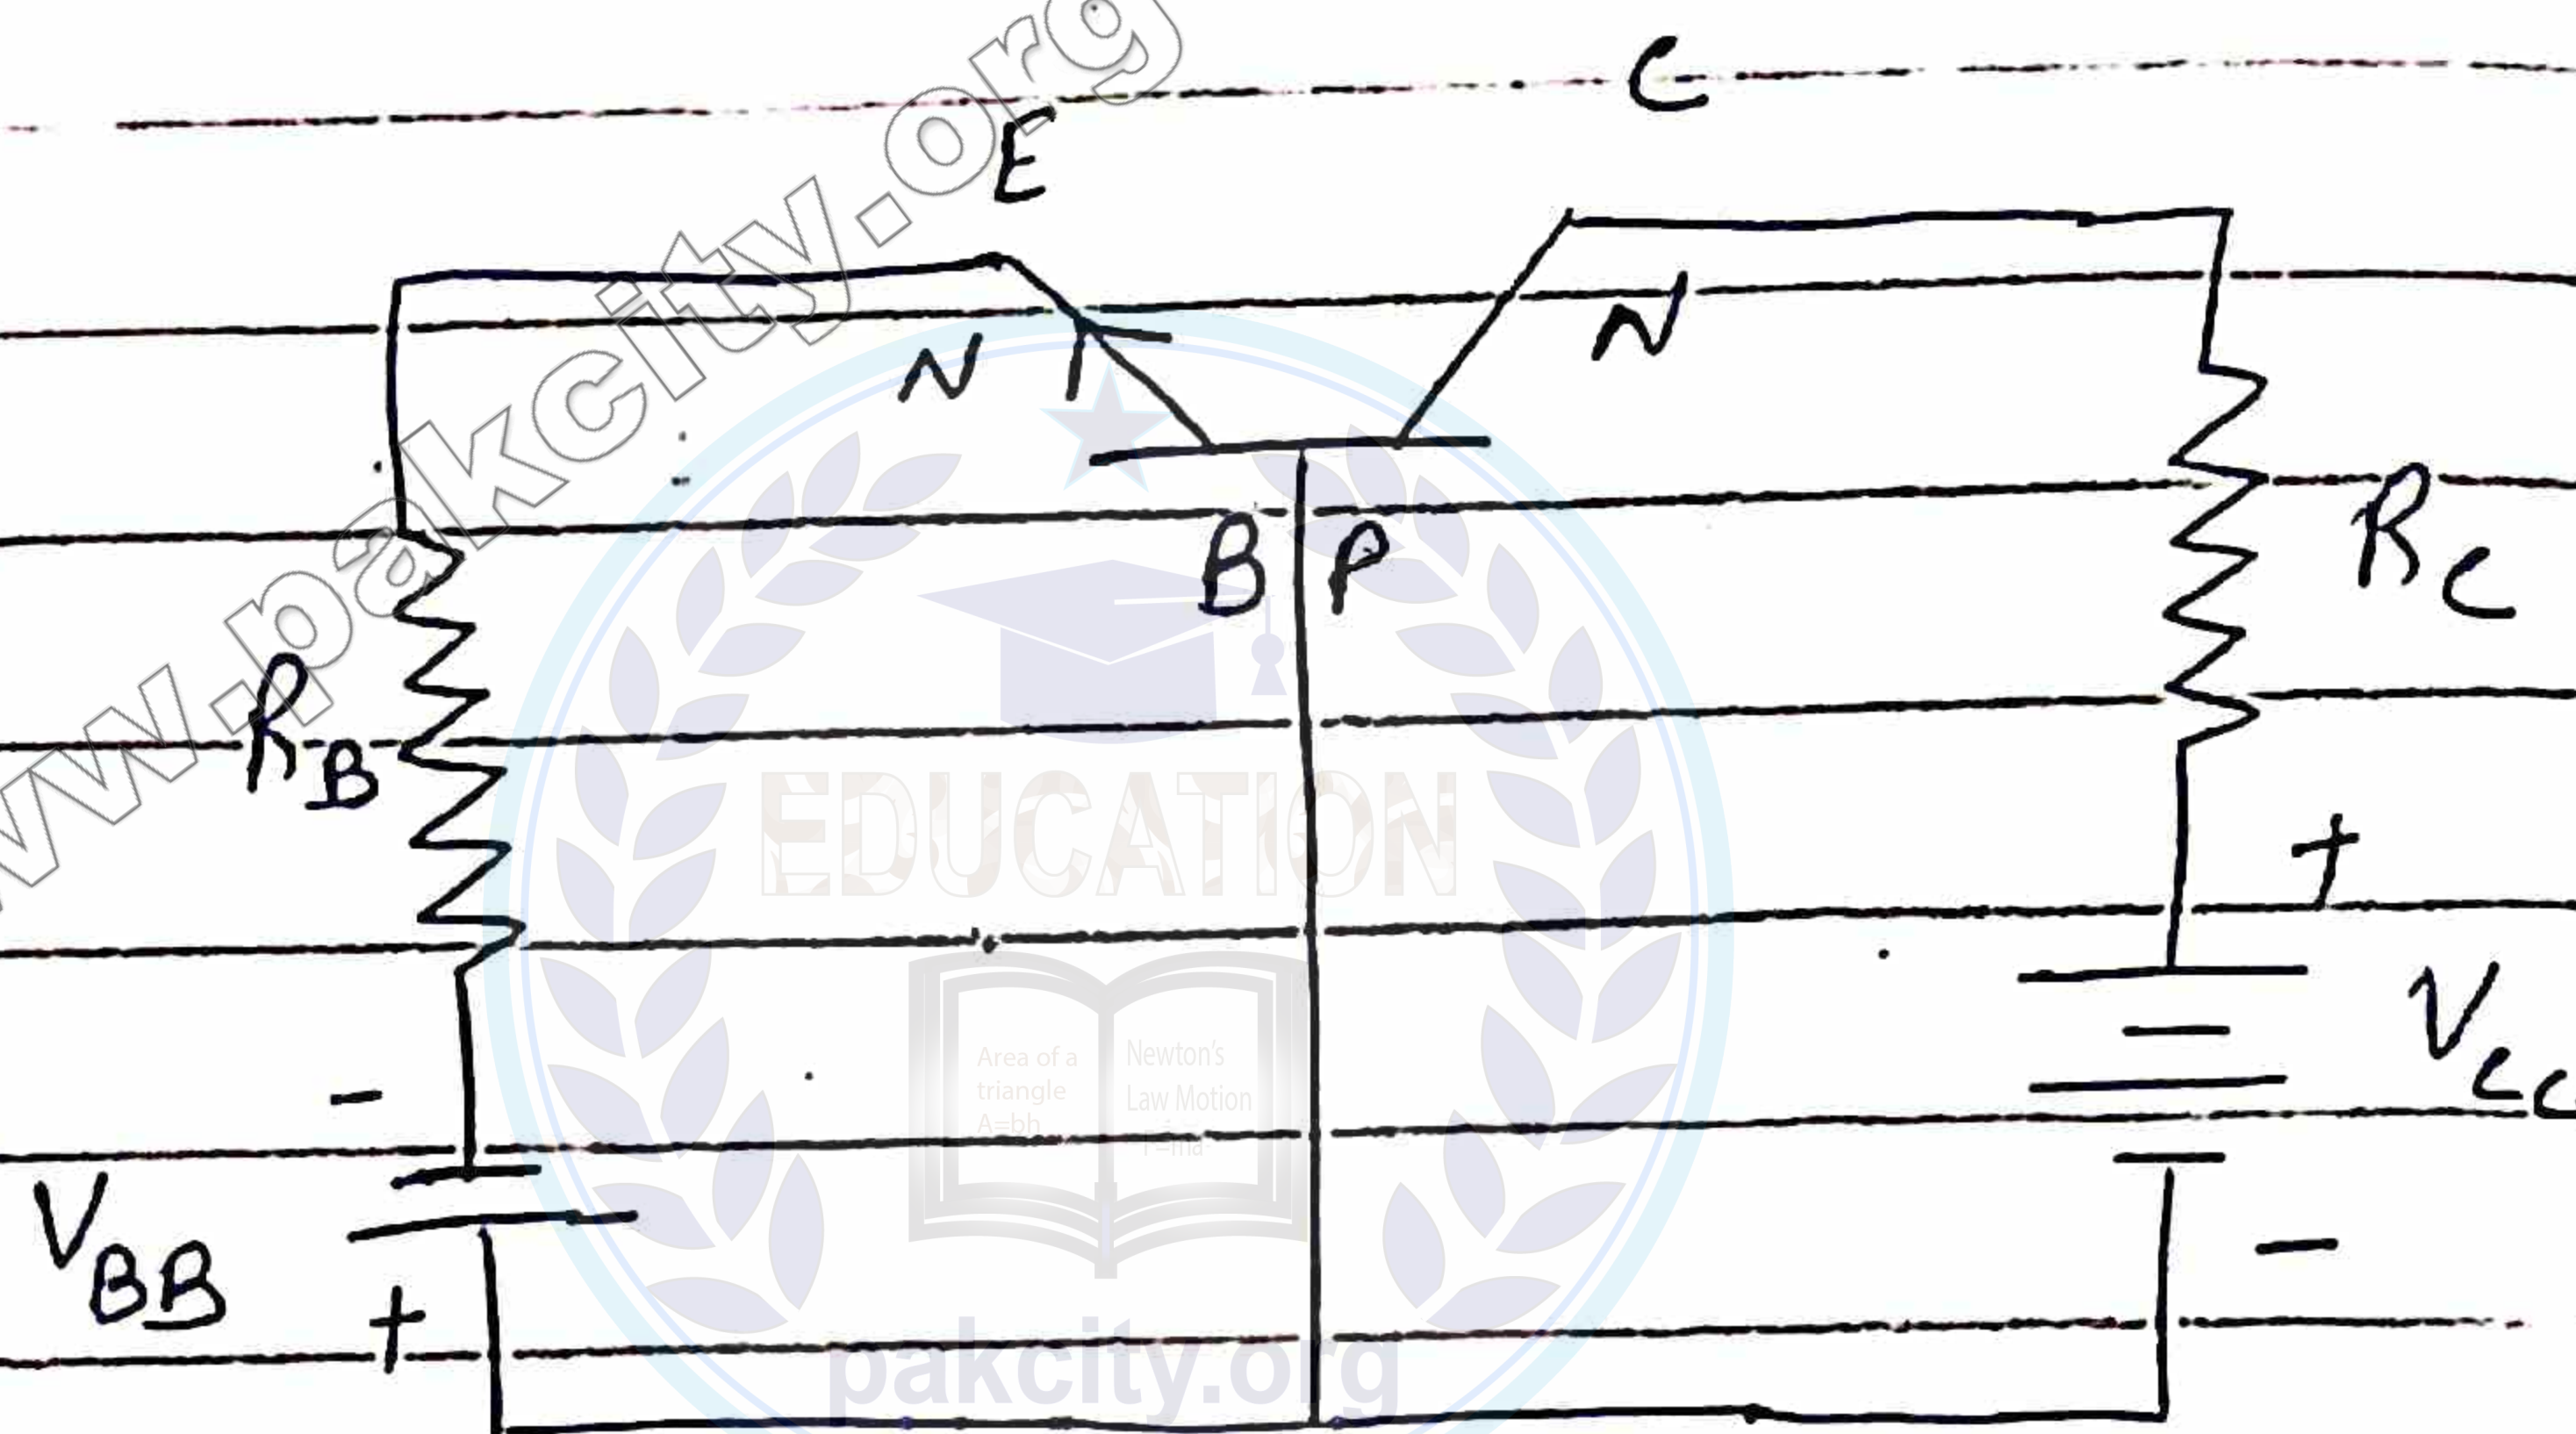 C
E
www.pakcity.org
N
N
B P
R_C
R_B
EDUCATION
+
V_CC
Area of a
triangle
A=bh
Newton's
Law Motion
F=ma
-
V_BB
-
+
pakcity.org